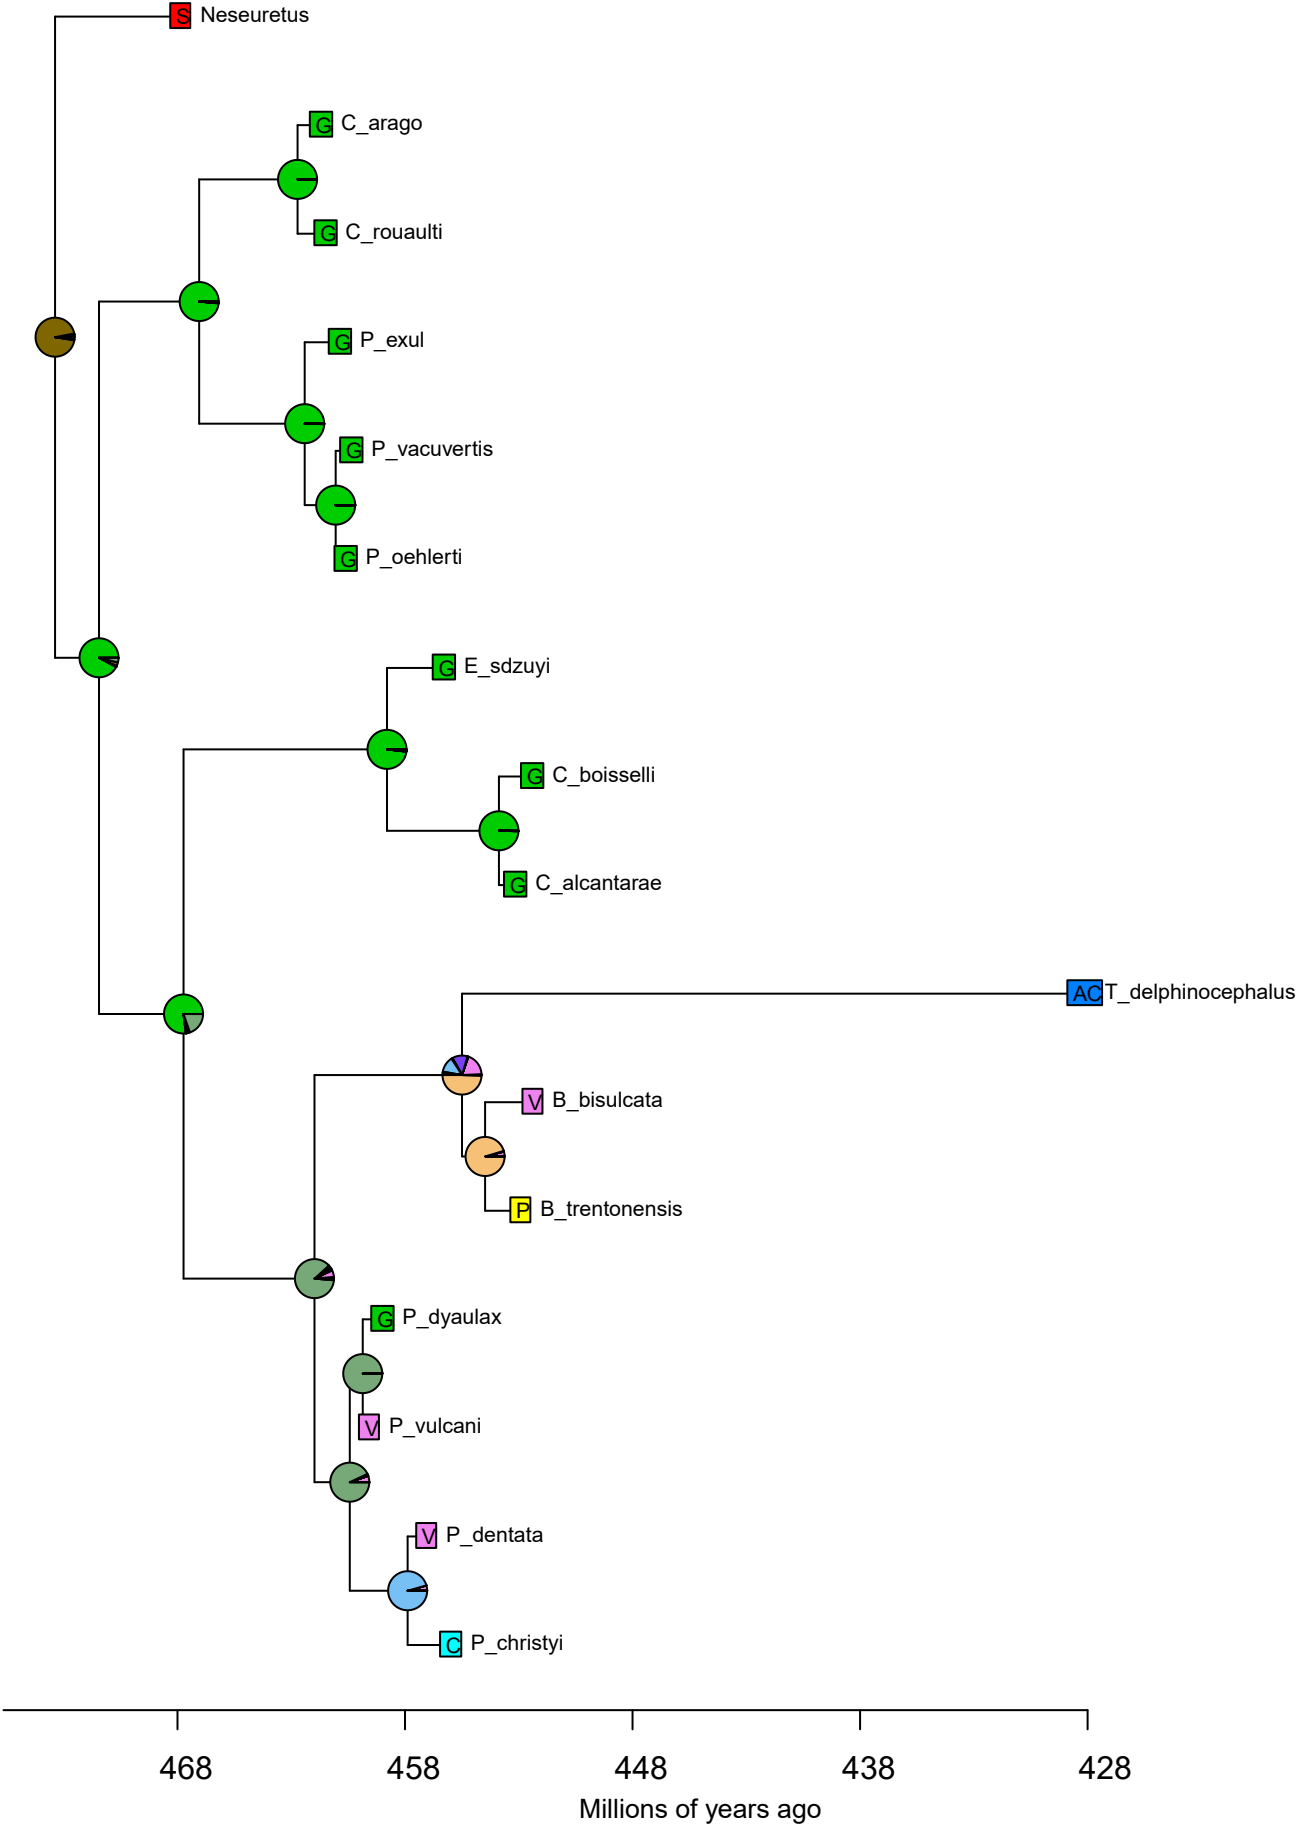 S Neseuretus
G C_arago
G C_rouaulti
G P_exul
G P_vacuvertis
G P_oehlerti
G E_sdzuyi
G C_boisselli
G C_alcantarae
AC T_delphinocephalus
V B_bisulcata
P B_trentonensis
G P_dyaulax
V P_vulcani
V P_dentata
C P_christyi
468 458 448 438 428
Millions of years ago